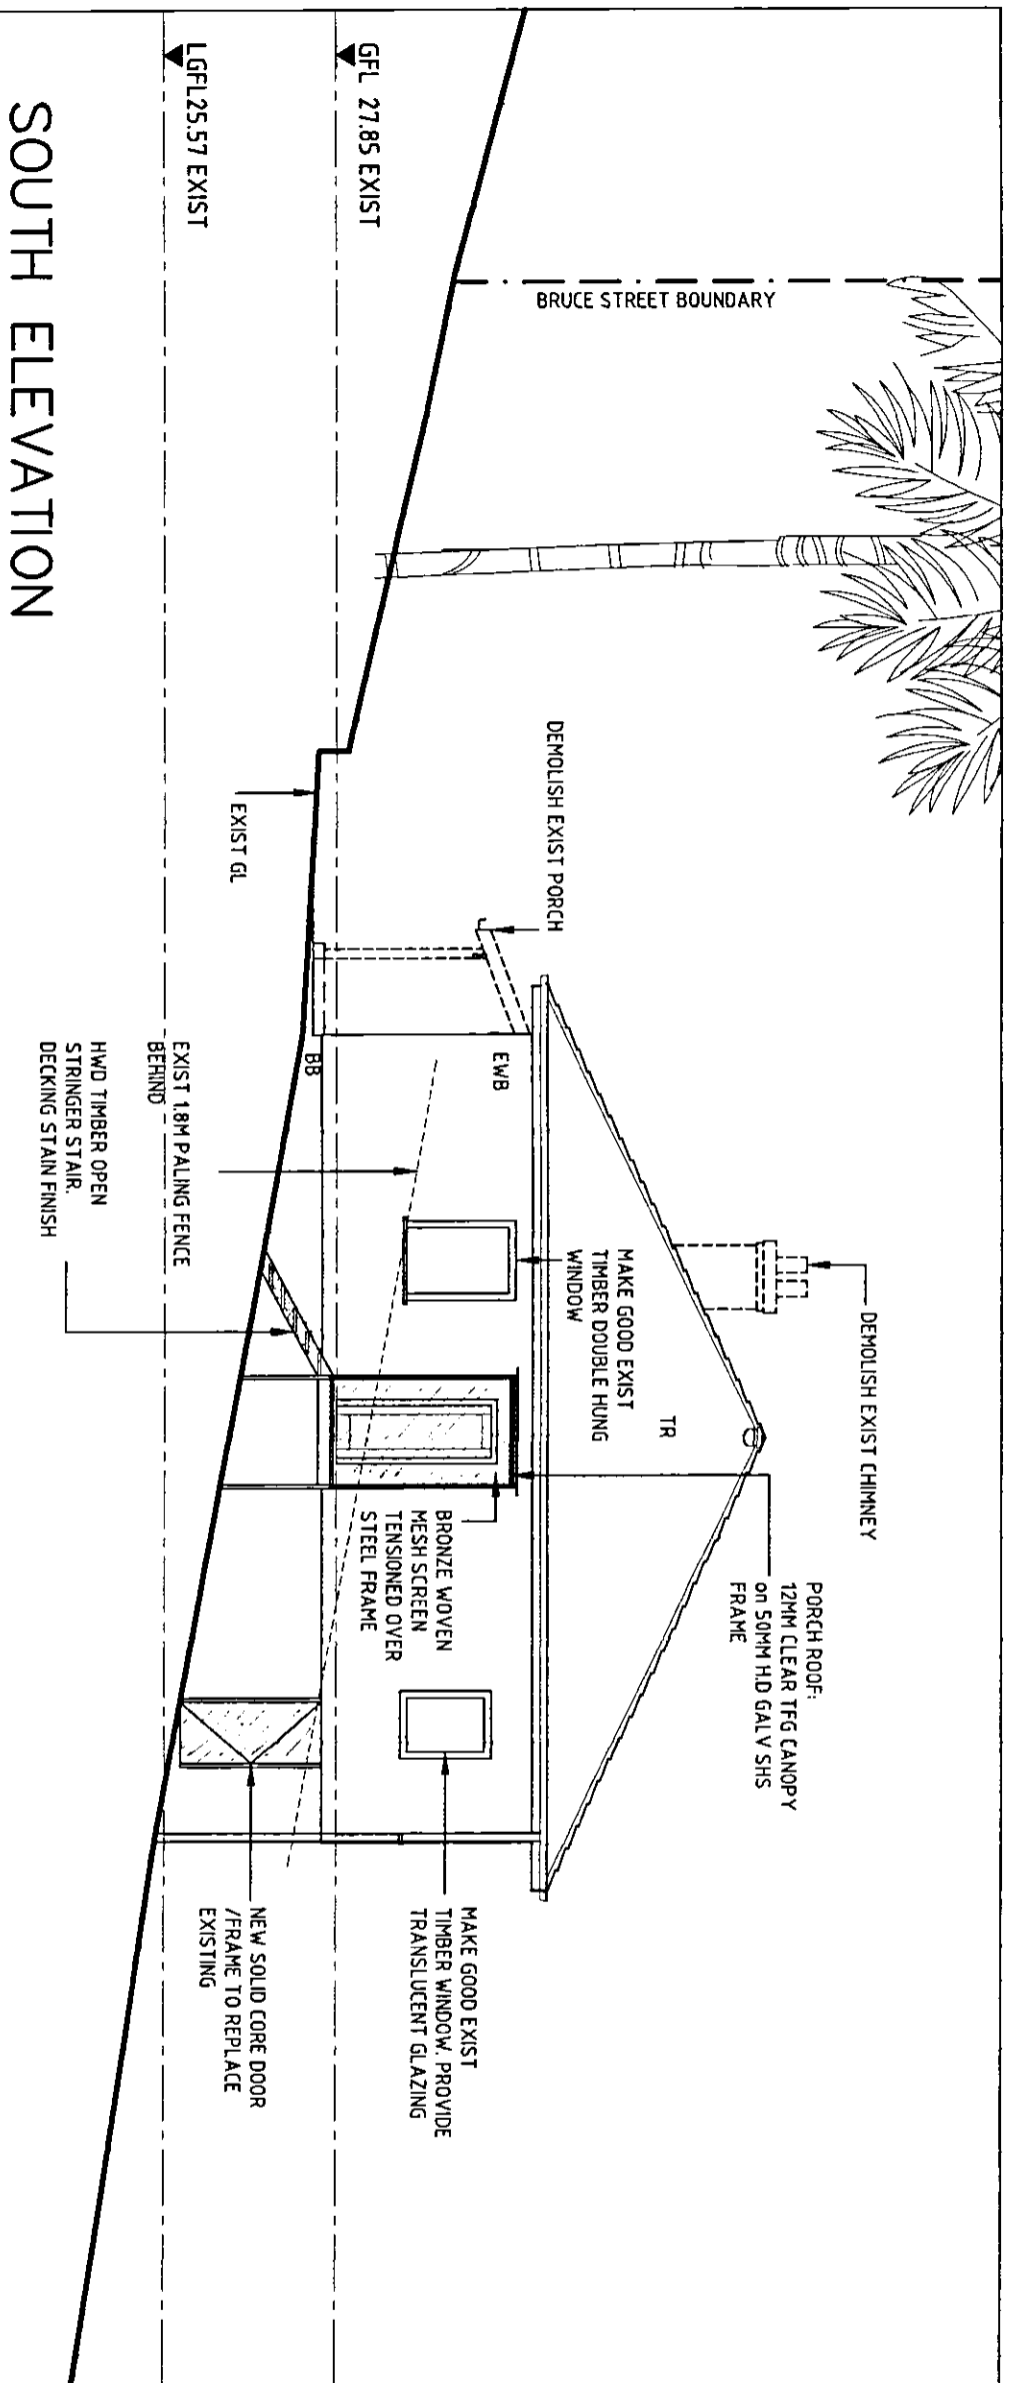 BRUCE STREET BOUNDARY
GFL 27.85 EXIST
LGFL25.57 EXIST
DEMOLISH EXIST PORCH
EXIST GL
DEMOLISH EXIST CHIMNEY
PORCH ROOF:
12MM CLEAR TFG CANOPY
on 50MM H.D GALV SHS
FRAME
TR
MAKE GOOD EXIST
TIMBER DOUBLE HUNG
WINDOW
EWB
BB
BRONZE WOVEN
MESH SCREEN
TENSIONED OVER
STEEL FRAME
MAKE GOOD EXIST
TIMBER WINDOW. PROVIDE
TRANSLUCENT GLAZING
NEW SOLID CORE DOOR
/FRAME TO REPLACE
EXISTING
EXIST 1.8M PALING FENCE
BEHIND
HWD TIMBER OPEN
STRINGER STAIR.
DECKING STAIN FINISH
SOUTH ELEVATION